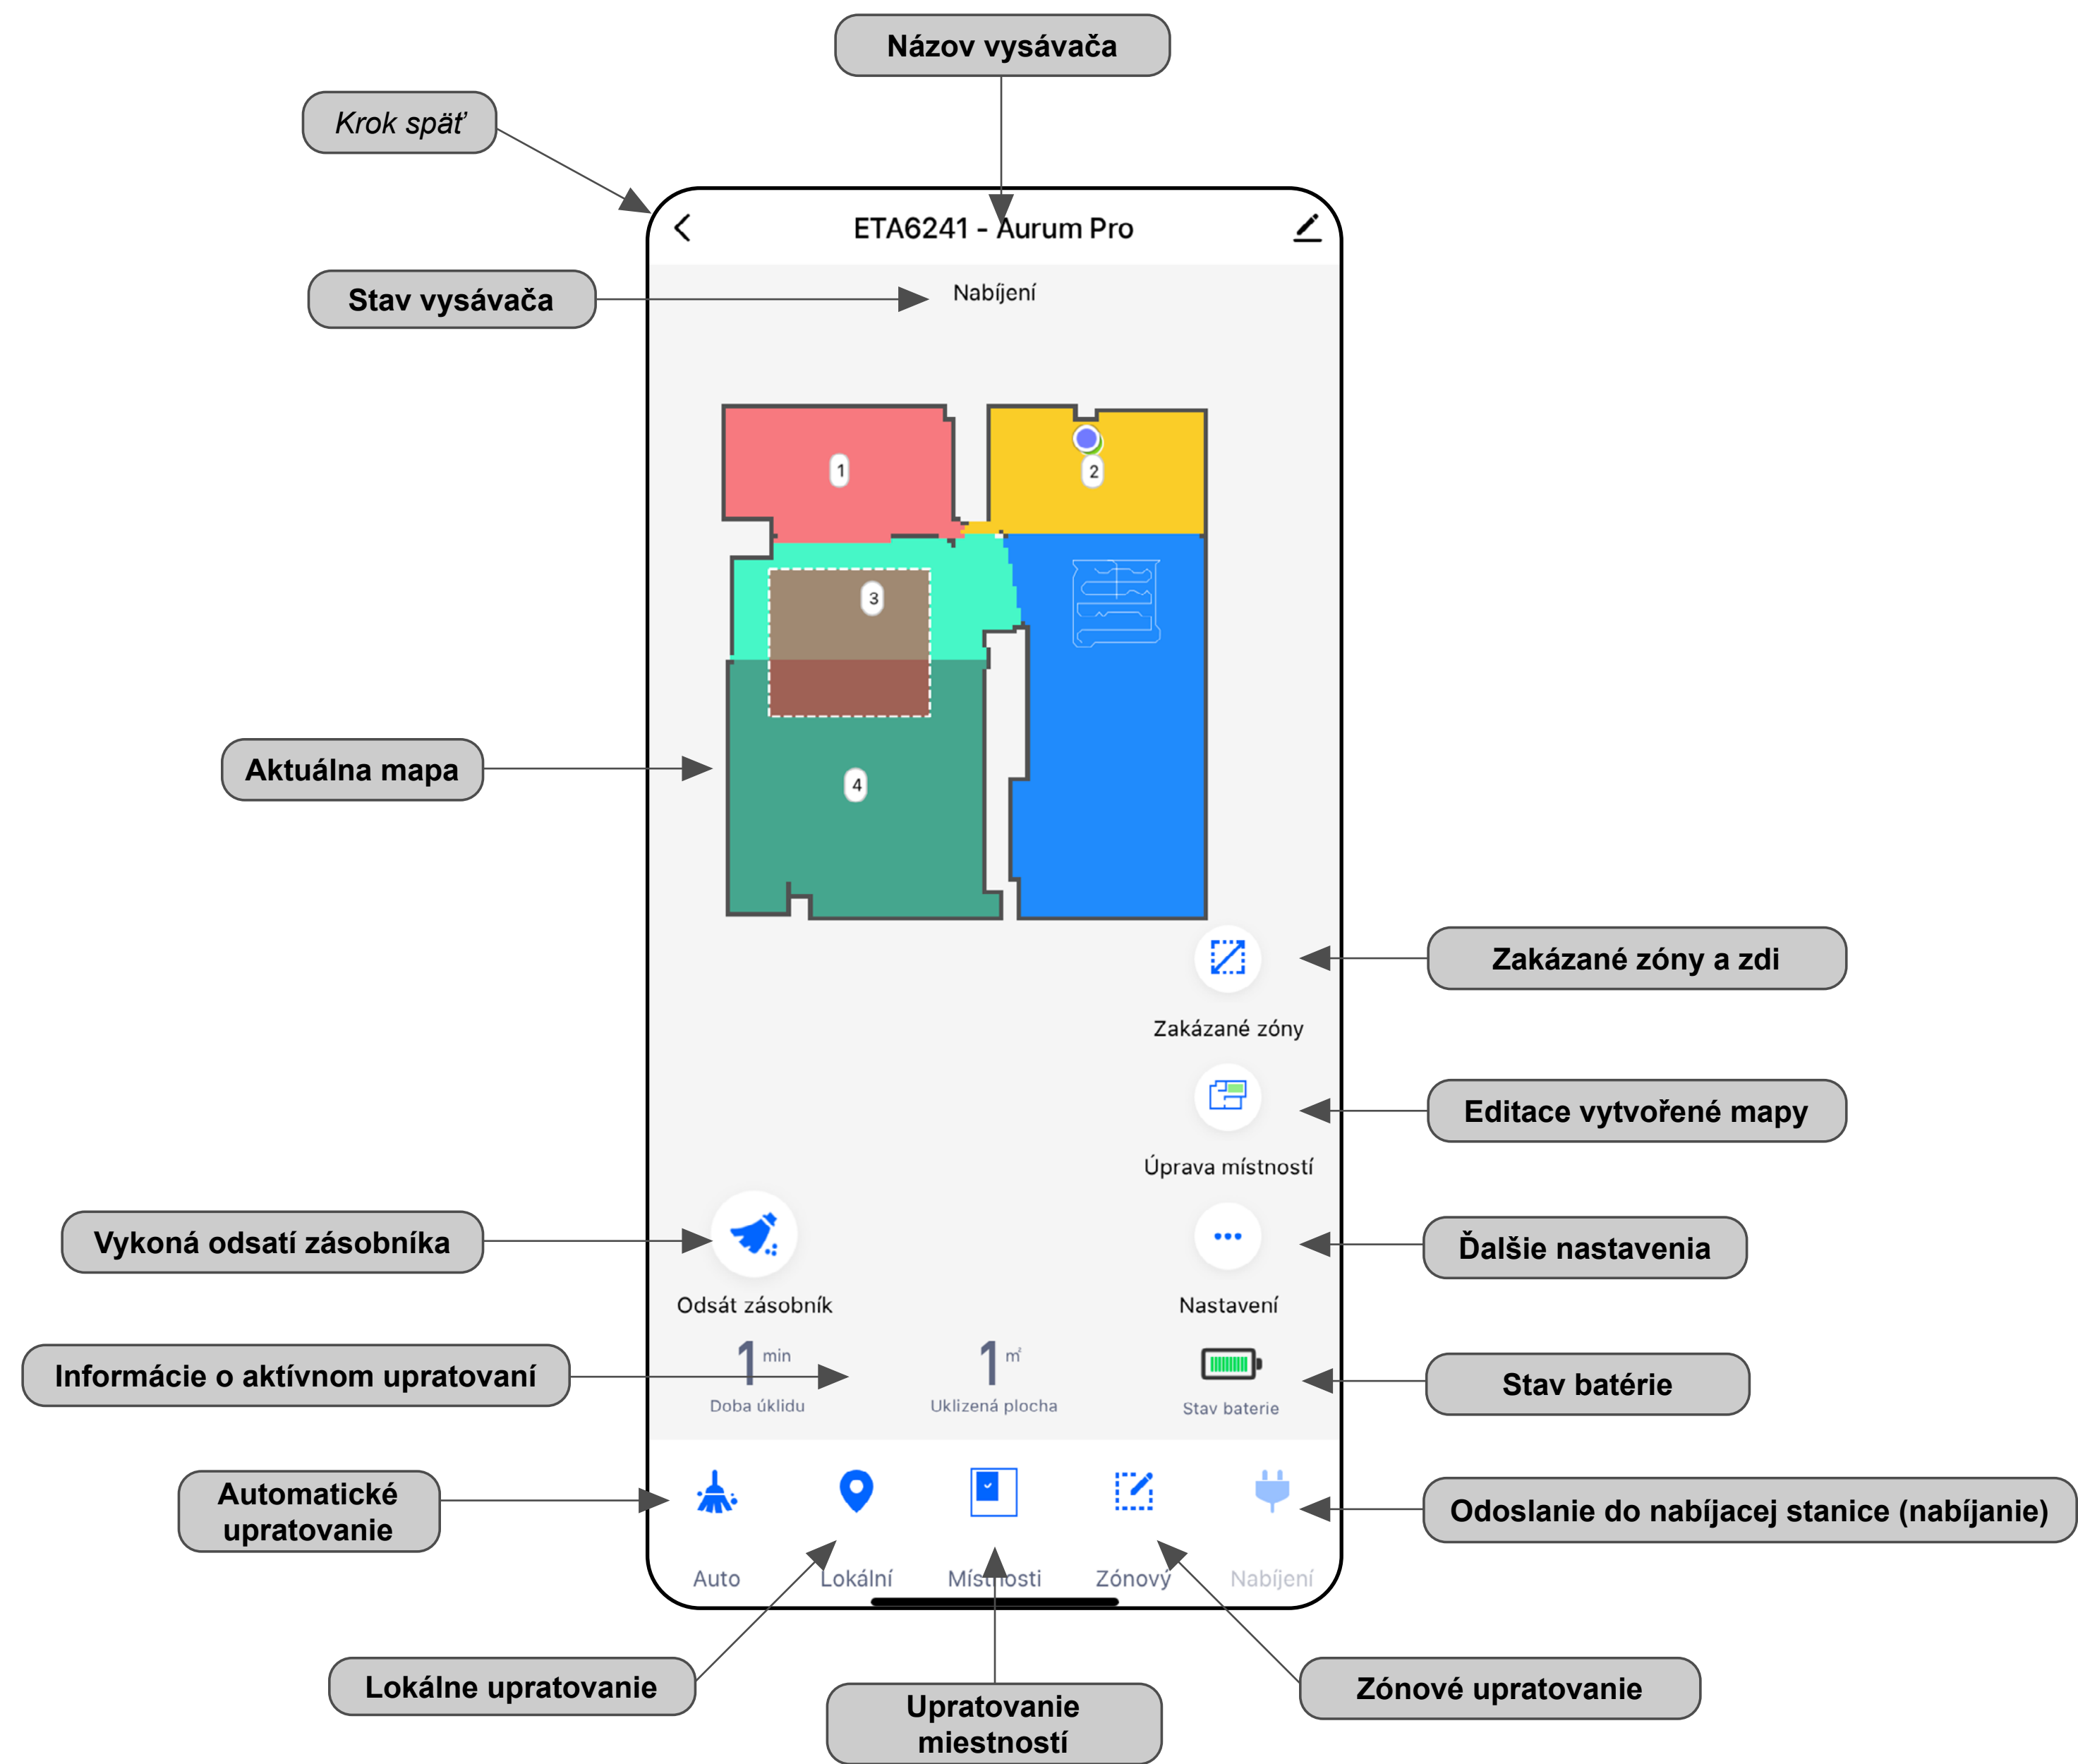 Názov vysávača
Krok späť
ETA6241 - Aurum Pro
Stav vysávača
Nabíjení
1
2
3
Aktuálna mapa
4
Zakázané zóny a zdi
Zakázané zóny
Editace vytvořené mapy
Úprava místností
Vykoná odsatí zásobníka
Ďalšie nastavenia
Odsát zásobník
Nastavení
Informácie o aktívnom upratovaní
1 min
1 m²
Stav batérie
Doba úklidu
Uklizená plocha
Stav baterie
Automatické
upratovanie
Odoslanie do nabíjacej stanice (nabíjanie)
Auto
Lokální
Místnosti
Zónový
Nabíjení
Lokálne upratovanie
Upratovanie
miestností
Zónové upratovanie